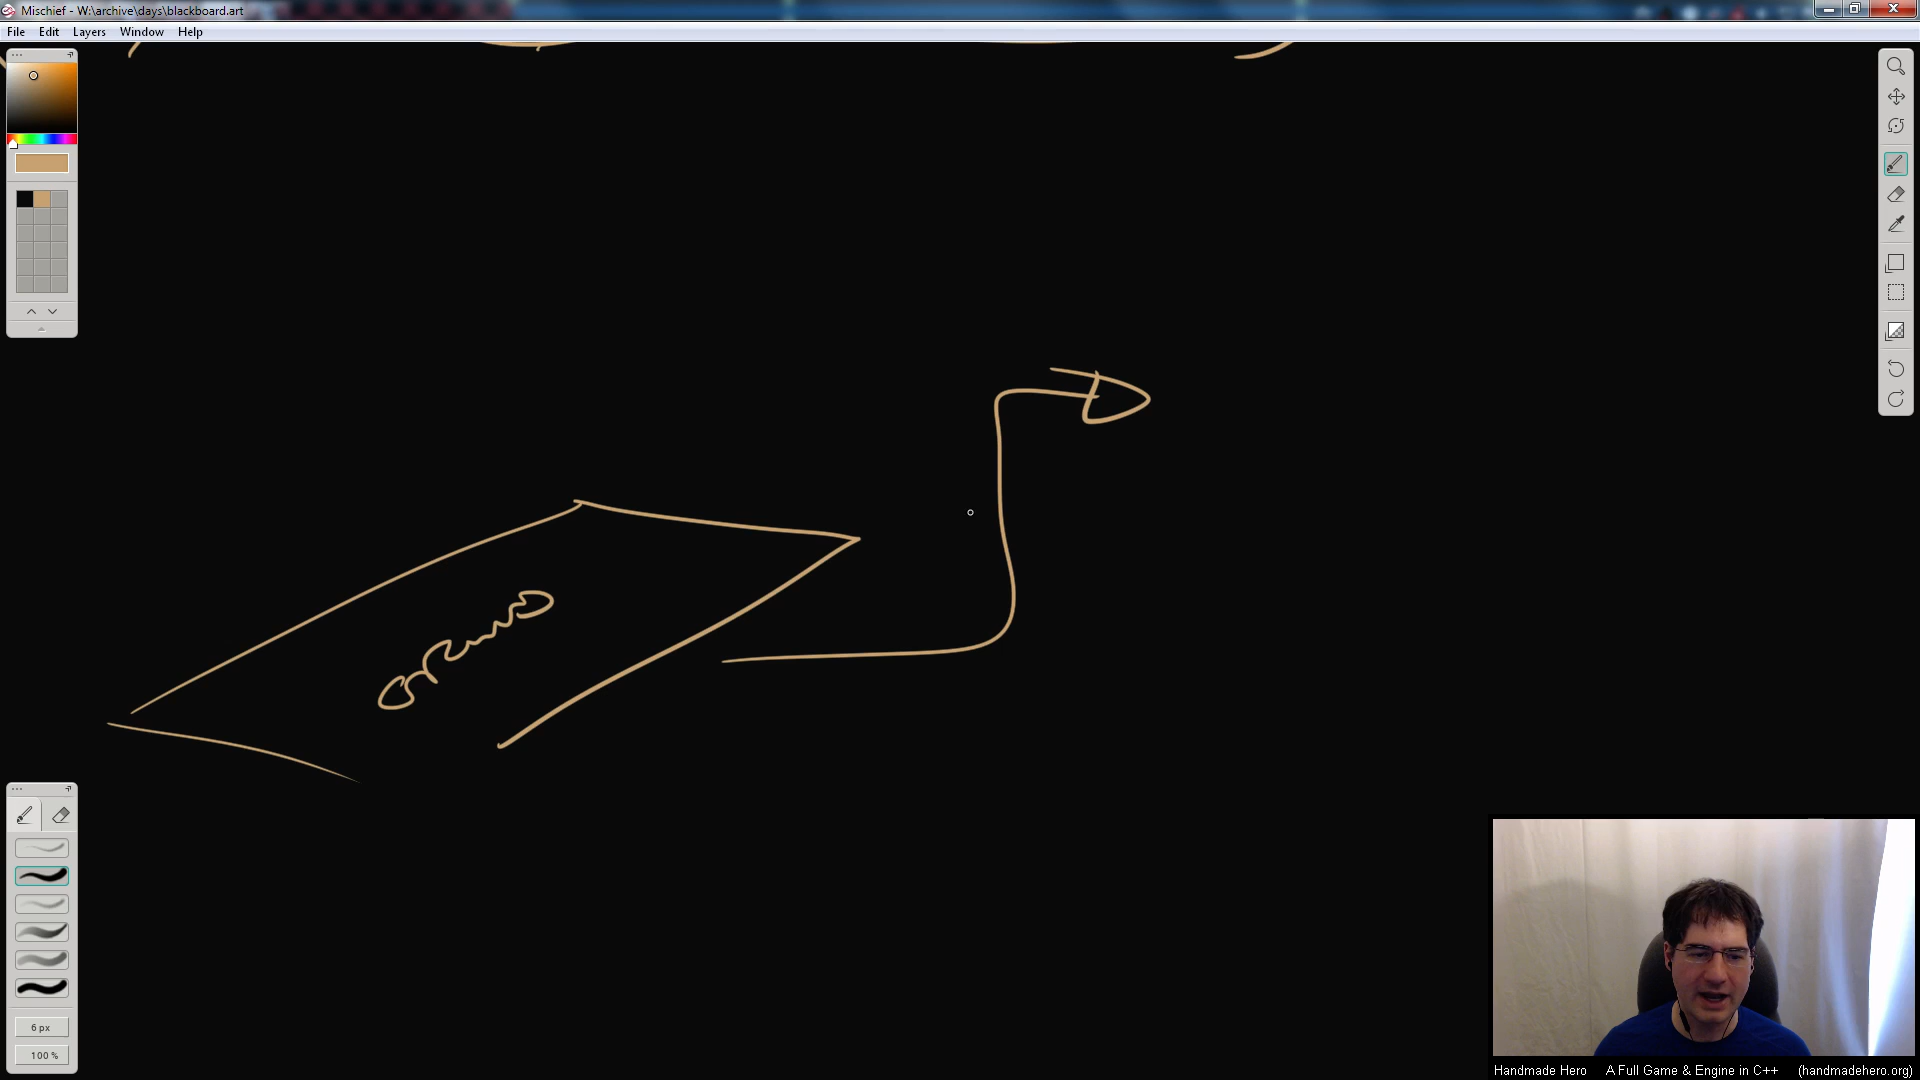 Mischief - W:\archive\days\blackboard.art
File Edit Layers Window Help
6 px
100 %
Handmade Hero A Full Game & Engine in C++ (handmadehero.org)